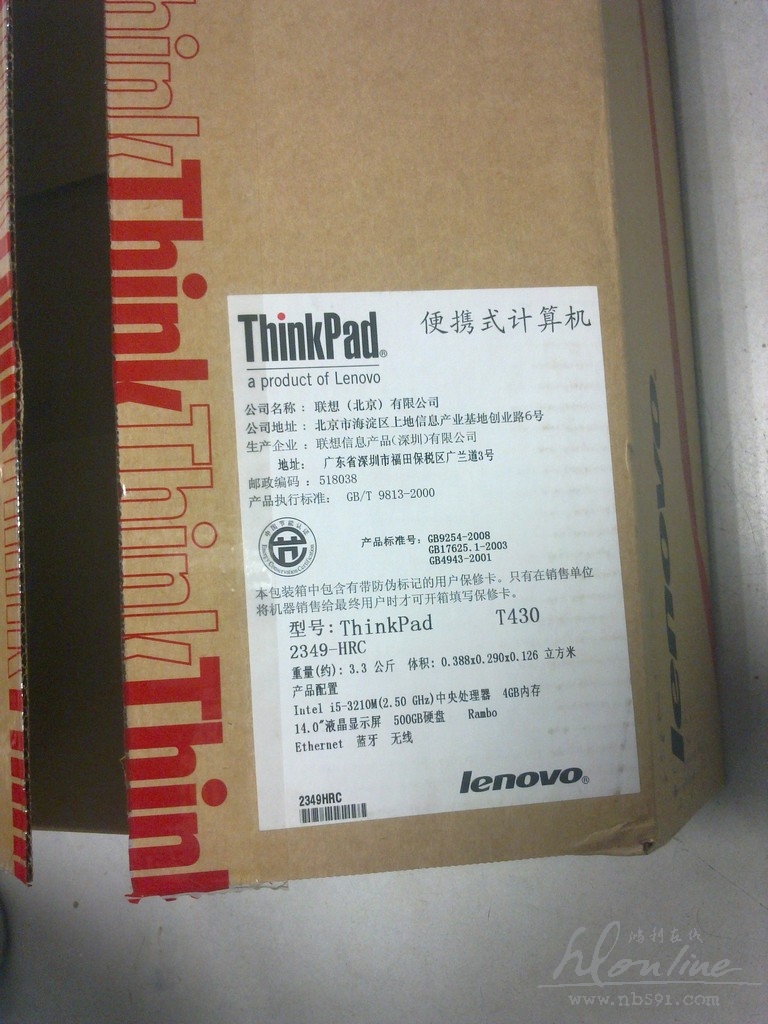 Think
Think
Think
Think
ThinkPad®
便携式计算机
a product of Lenovo
公司名称：联想（北京）有限公司
公司地址：北京市海淀区上地信息产业基地创业路6号
生产企业：联想信息产品(深圳)有限公司
地址： 广东省深圳市福田保税区广兰道3号
邮政编码：518038
产品执行标准： GB/T 9813-2000
产品标准号：GB9254-2008
GB17625.1-2003
GB4943-2001
本包装箱中包含有带防伪标记的用户保修卡。只有在销售单位
将机器销售给最终用户时才可开箱填写保修卡。
型号：ThinkPad T430
2349-HRC
重量(约)：3.3 公斤 体积：0.388x0.290x0.126 立方米
产品配置
Intel i5-3210M(2.50 GHz)中央处理器 4GB内存
14.0"液晶显示屏 500GB硬盘 Rambo
Ethernet 蓝牙 无线
lenovo®
2349HRC
lenovo
鸿利在线
hlonline
www.nb591.com